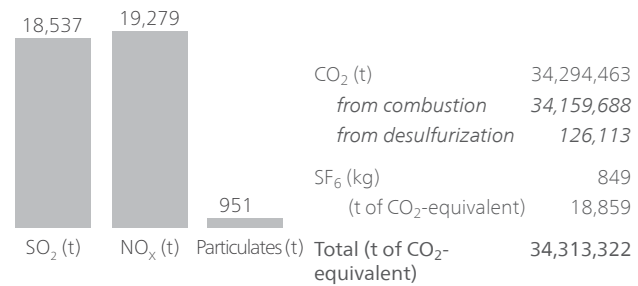 18,537
19,279
951
SO₂ (t)
NOₓ (t)
Particulates (t)
CO₂ (t) 34,294,463
from combustion 34,159,688
from desulfurization 126,113
SF₆ (kg) 849
(t of CO₂-equivalent) 18,859
Total (t of CO₂- 34,313,322
equivalent)